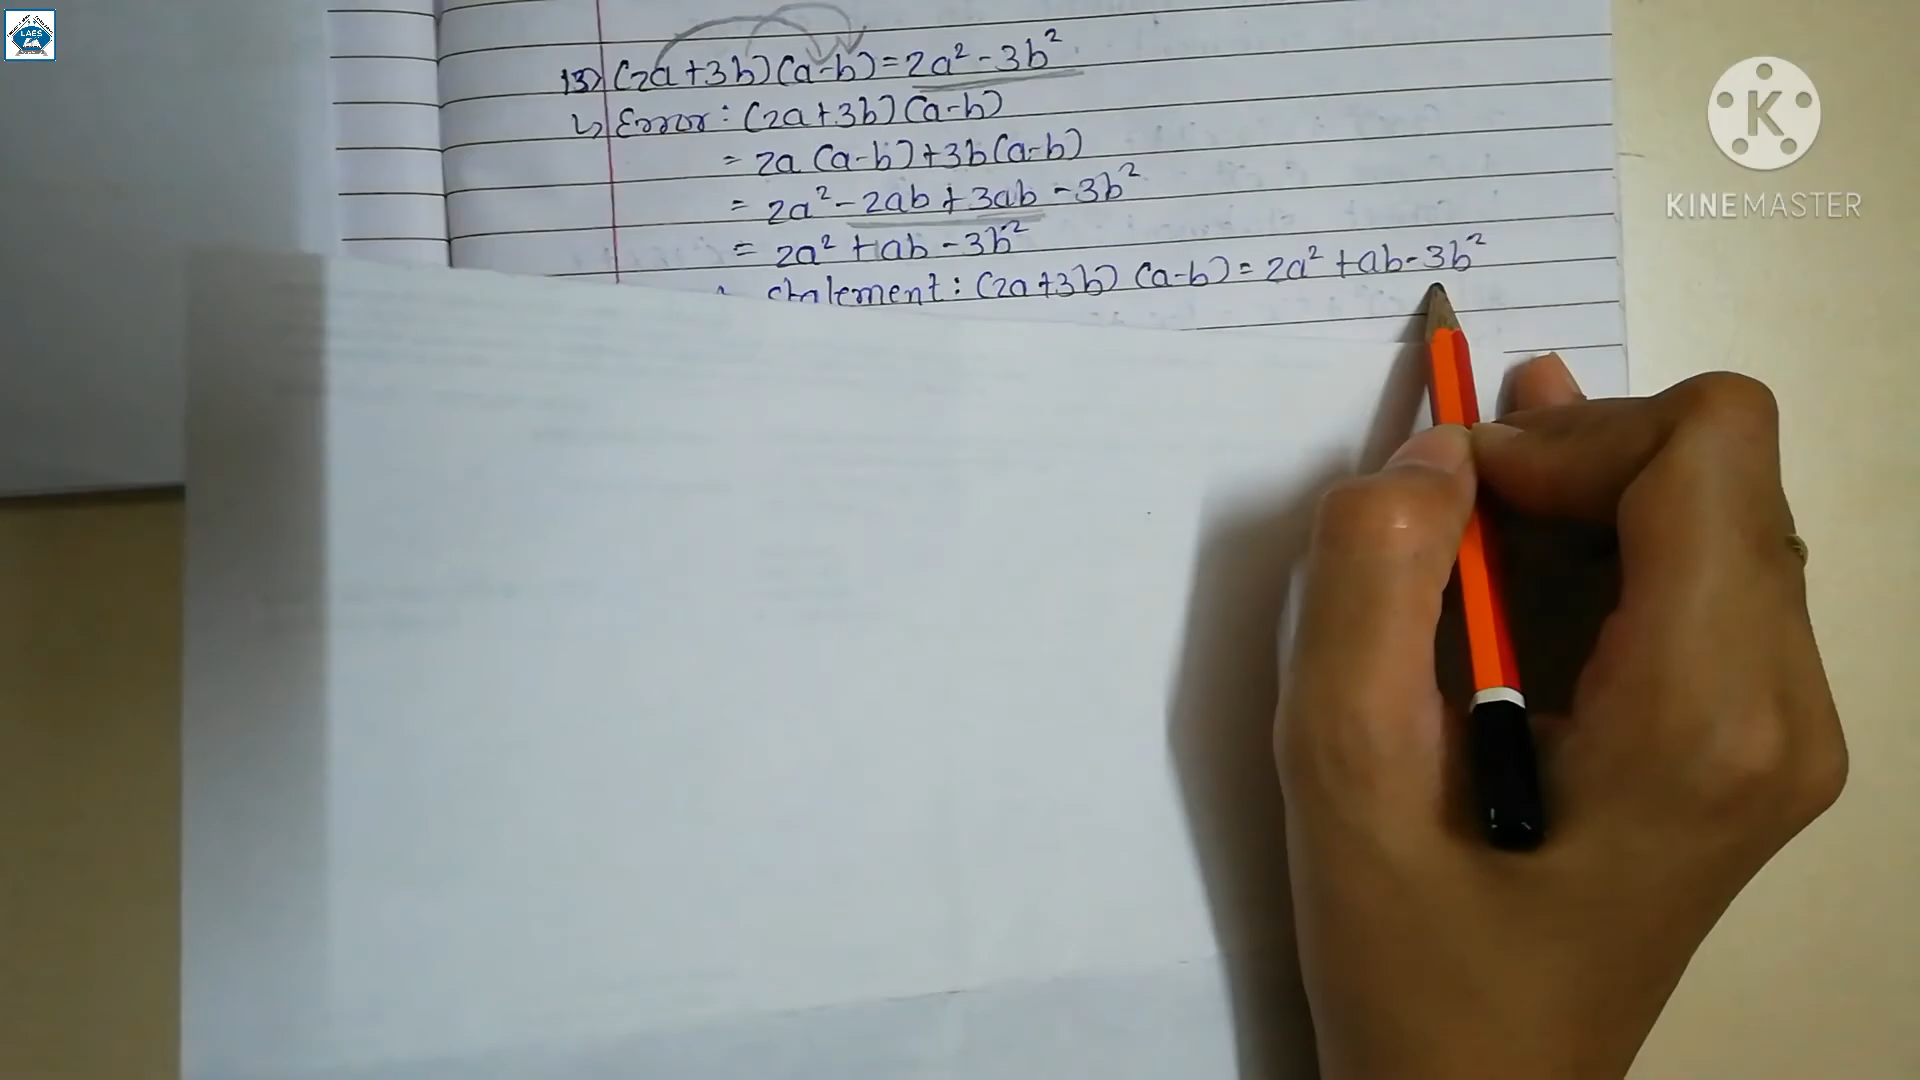 LAES
13) (2a+3b)(a-b)=2a²-3b²
↳ Error: (2a+3b)(a-b)
= 2a(a-b)+3b(a-b)
= 2a²-2ab+3ab-3b²
= 2a²+ab-3b²
statement: (2a+3b)(a-b)=2a²+ab-3b²
K
KINEMASTER